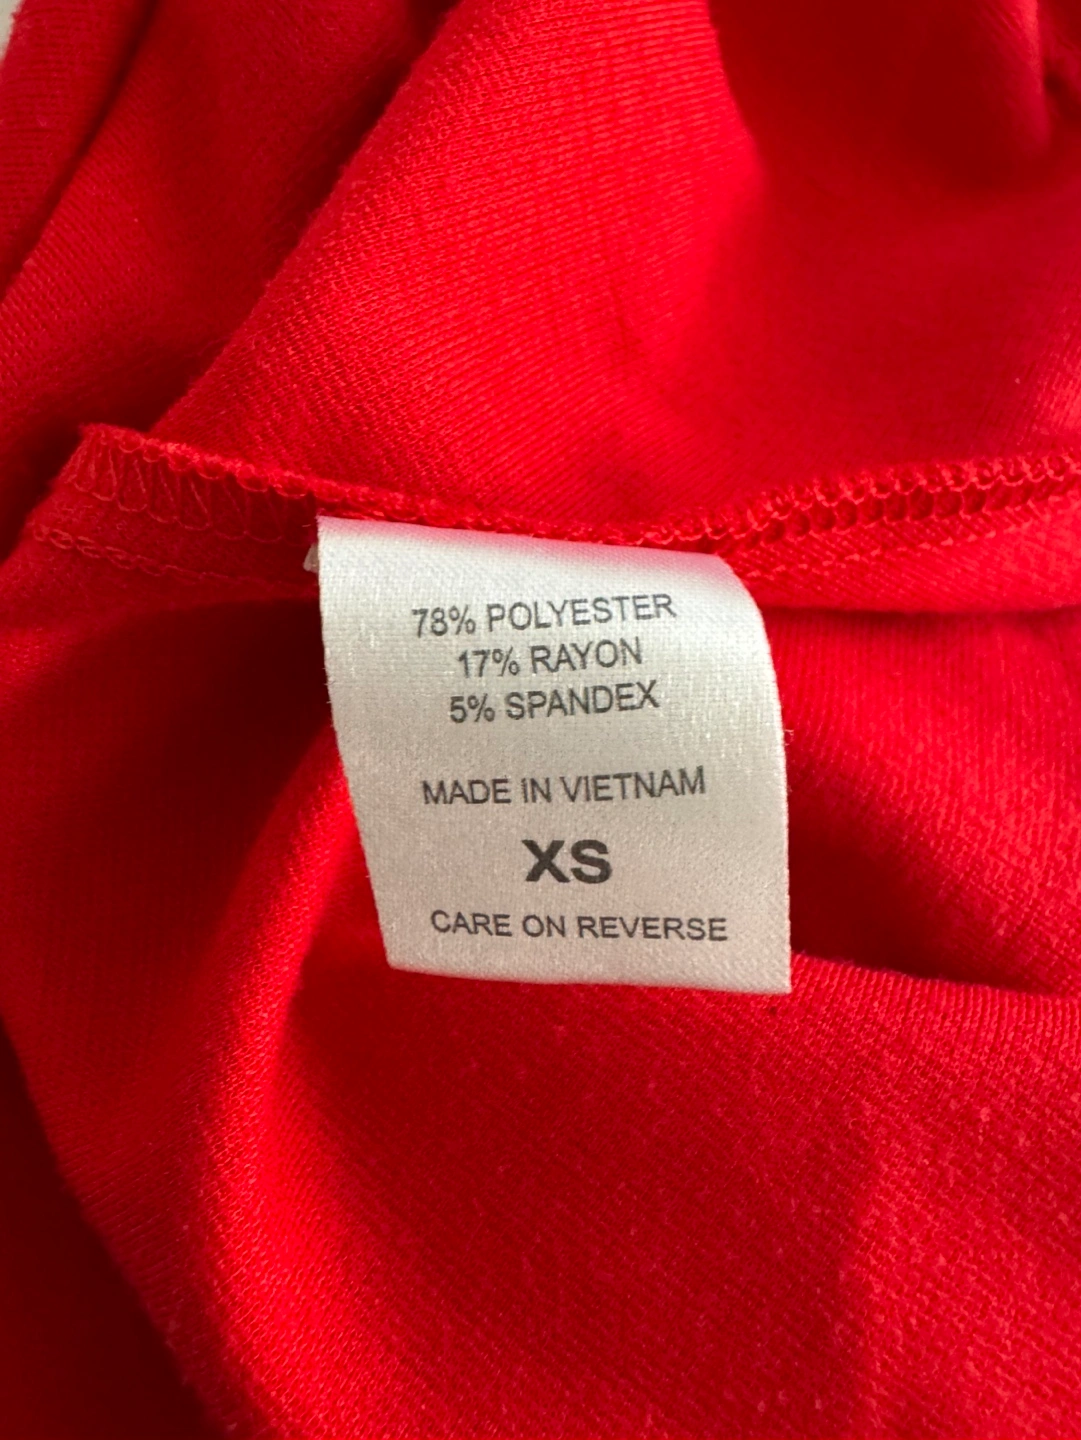 78% POLYESTER
17% RAYON
5% SPANDEX
MADE IN VIETNAM
XS
CARE ON REVERSE